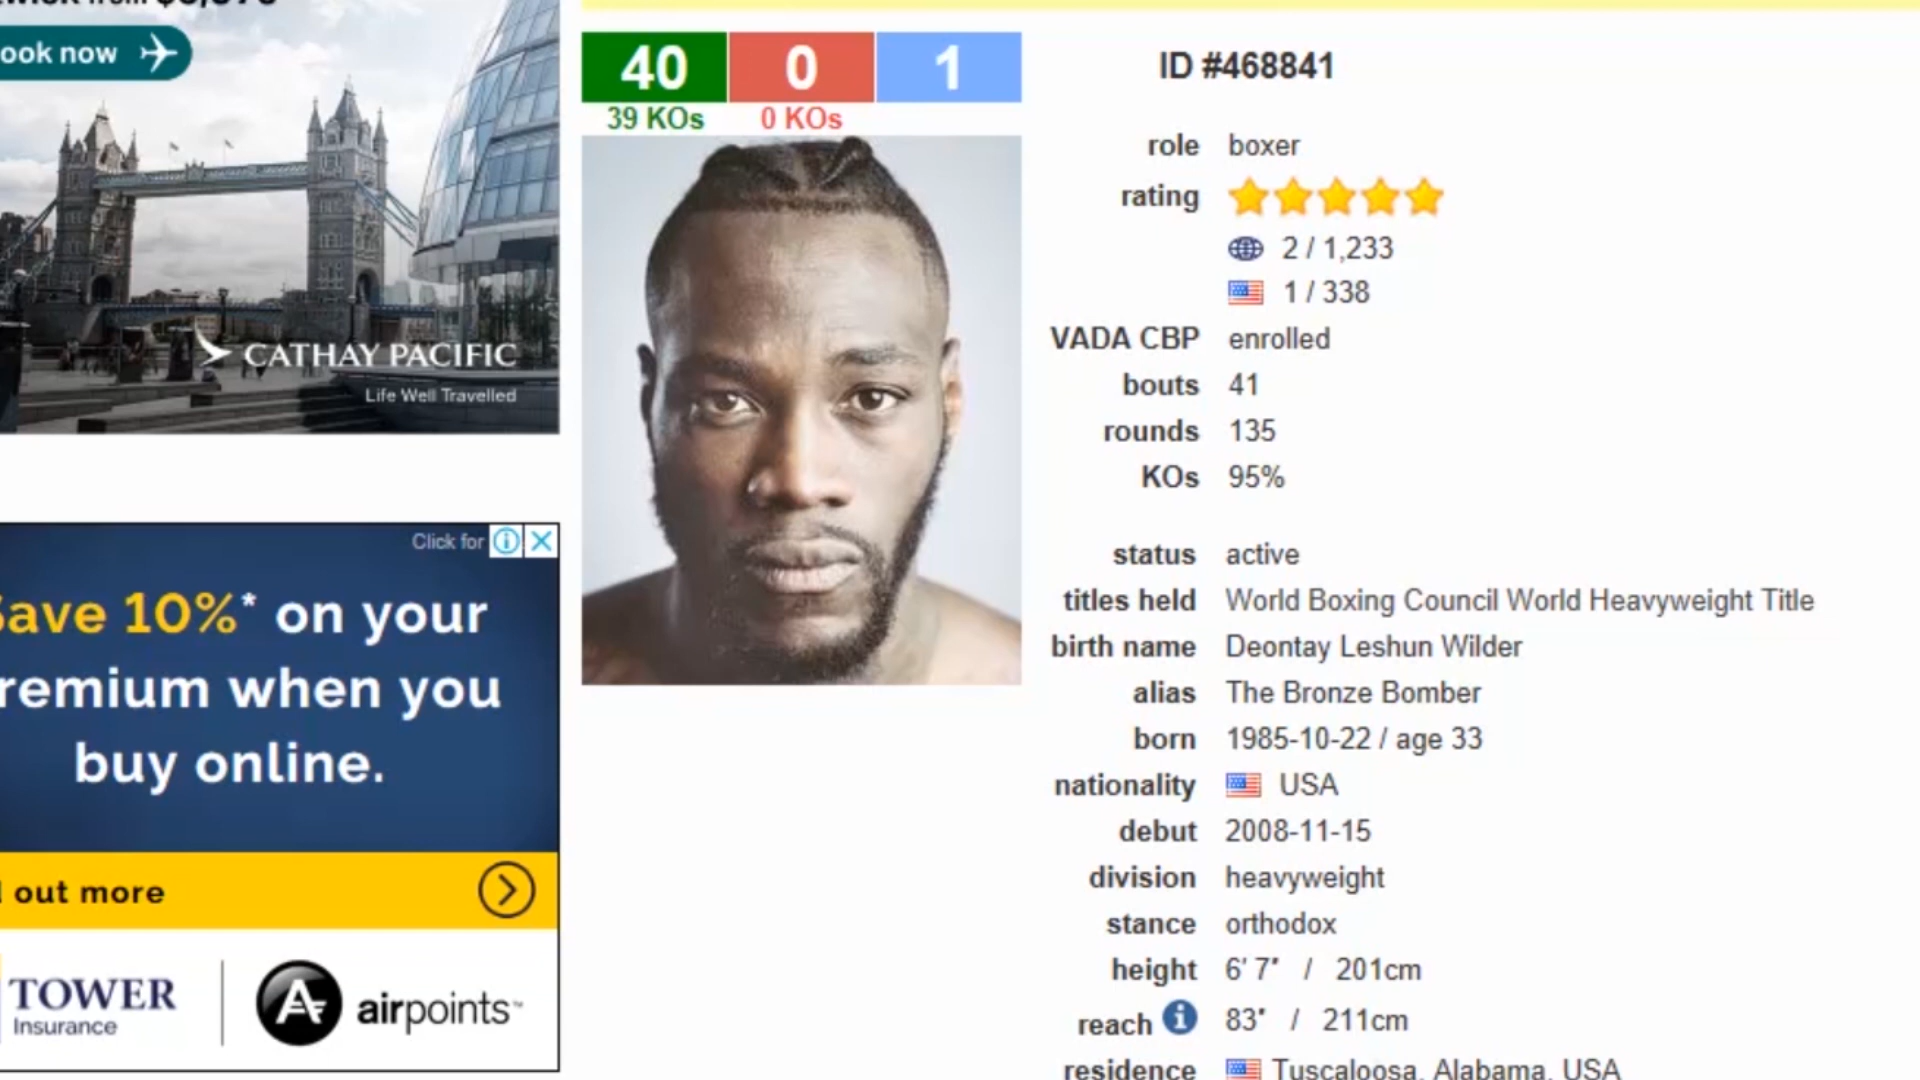 ook now
CATHAY PACIFIC
Life Well Travelled
Click for
Save 10%* on your
remium when you
buy online.
out more
TOWER
Insurance
airpoints™
40 0 1
39 KOs 0 KOs
ID #468841
role boxer
rating
2 / 1,233
1 / 338
VADA CBP enrolled
bouts 41
rounds 135
KOs 95%
status active
titles held World Boxing Council World Heavyweight Title
birth name Deontay Leshun Wilder
alias The Bronze Bomber
born 1985-10-22 / age 33
nationality USA
debut 2008-11-15
division heavyweight
stance orthodox
height 6′ 7″ / 201cm
reach 83″ / 211cm
residence Tuscaloosa, Alabama, USA